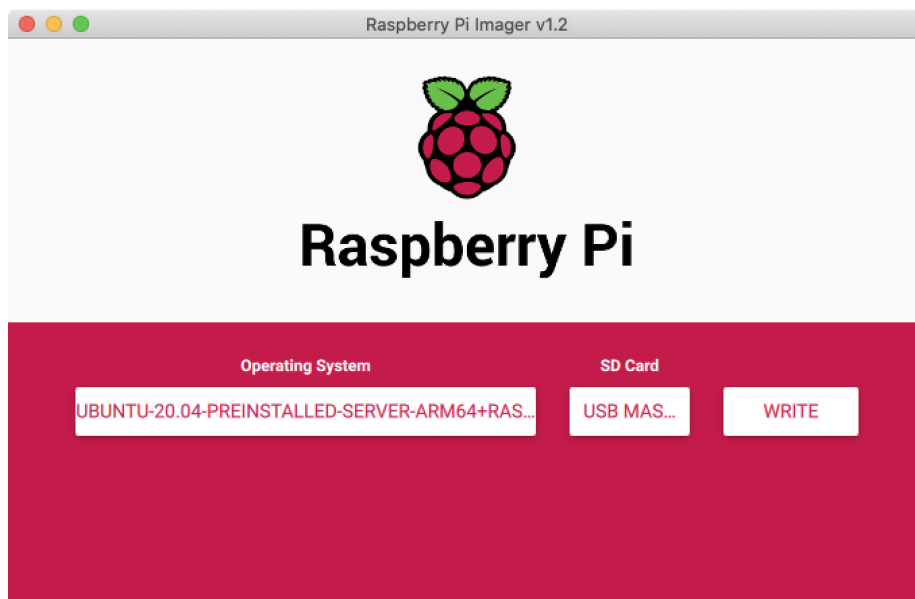 Raspberry Pi Imager v1.2
Raspberry Pi
Operating System
SD Card
UBUNTU-20.04-PREINSTALLED-SERVER-ARM64+RAS...
USB MAS...
WRITE